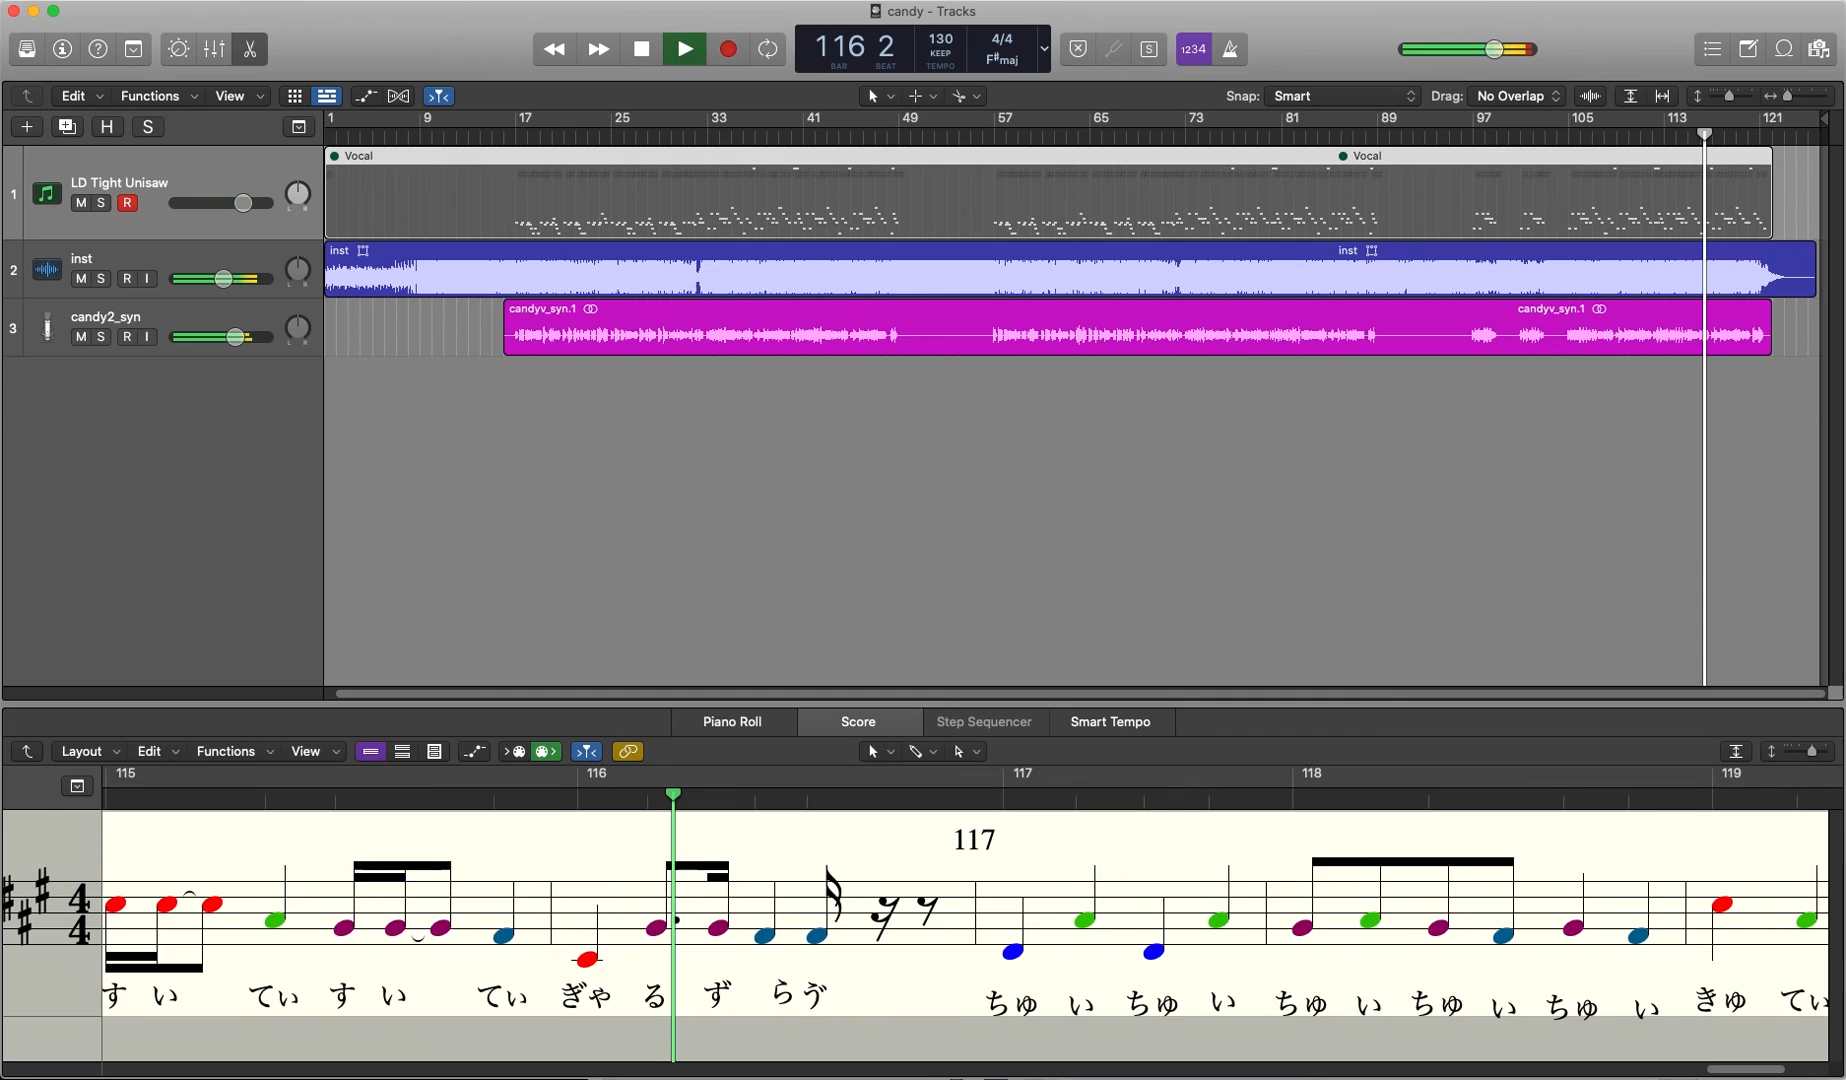 candy - Tracks
116 2
BAR BEAT
130
KEEP
TEMPO
4/4
F#maj
S
1234
Edit Functions View
Snap: Smart Drag: No Overlap
H S
1 9 17 25 33 41 49 57 65 73 81 89 97 105 113 121
1
LD Tight Unisaw
M S R
L R
Vocal Vocal
2
inst
M S R I
L R
inst inst
3
candy2_syn
M S R I
L R
candyv_syn.1 candyv_syn.1
Piano Roll Score Step Sequencer Smart Tempo
Layout Edit Functions View
115 116 117 118 119
117
4
4
す い てぃ す い てぃ ぎゃ る ず らゔ ちゅ い ちゅ い ちゅ い ちゅ い ちゅ い きゅ てぃ